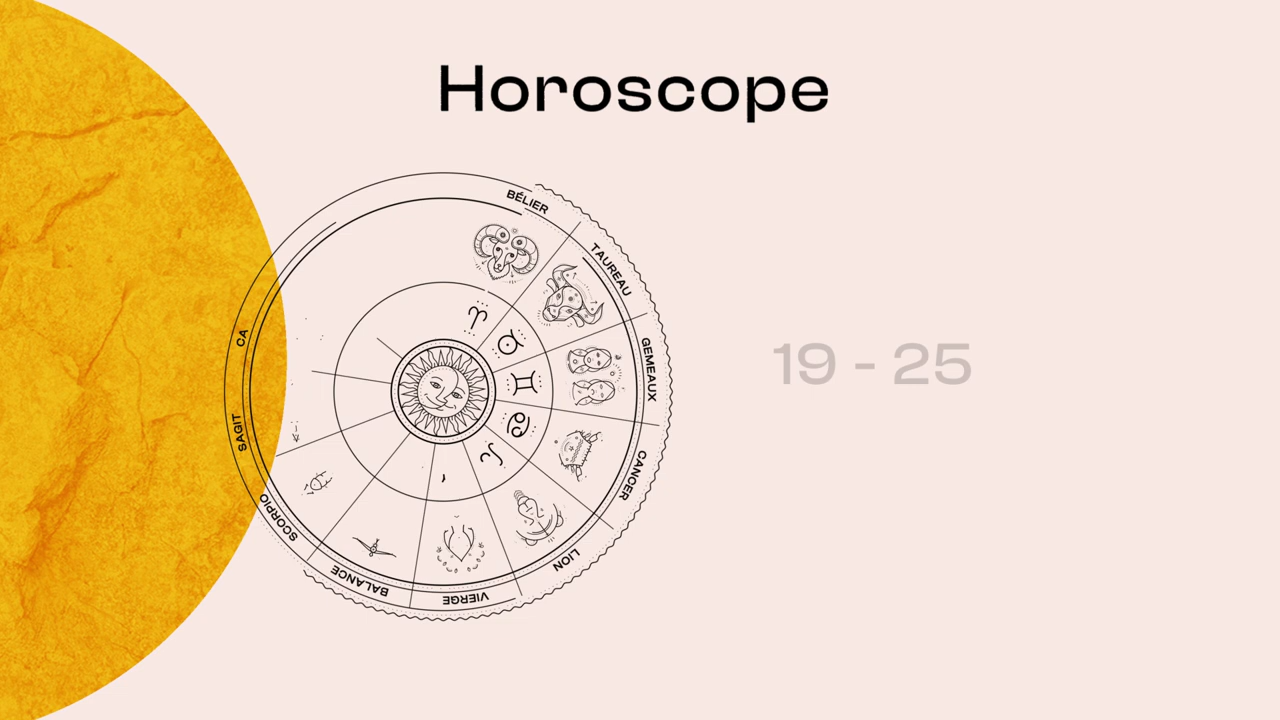 Horoscope
BÉLIER
TAUREAU
GEMEAUX
CANCER
LION
VIERGE
BALANCE
SCORPIO
SAGIT
CA
19 - 25